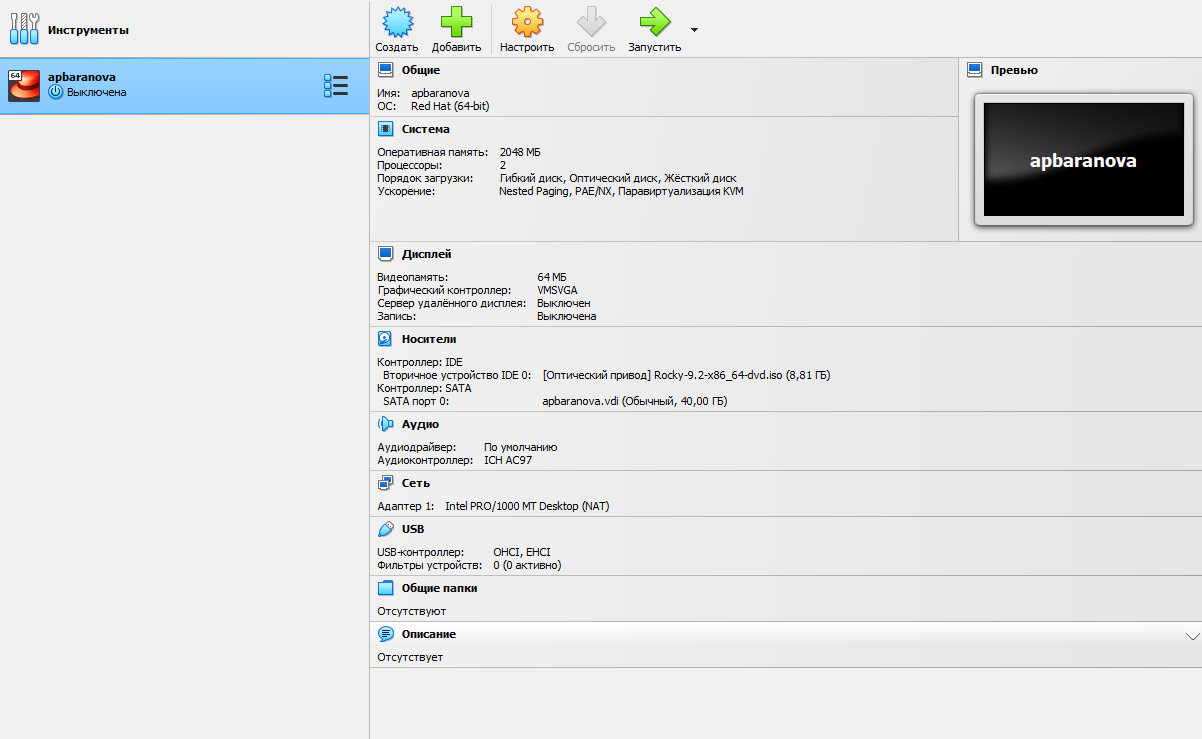 Инструменты
64
apbaranova
Выключена
Создать Добавить Настроить Сбросить Запустить
Общие
Имя: apbaranova
ОС: Red Hat (64-bit)
Превью
apbaranova
Система
Оперативная память: 2048 МБ
Процессоры: 2
Порядок загрузки: Гибкий диск, Оптический диск, Жёсткий диск
Ускорение: Nested Paging, PAE/NX, Паравиртуализация KVM
Дисплей
Видеопамять: 64 МБ
Графический контроллер: VMSVGA
Сервер удалённого дисплея: Выключен
Запись: Выключена
Носители
Контроллер: IDE
Вторичное устройство IDE 0: [Оптический привод] Rocky-9.2-x86_64-dvd.iso (8,81 ГБ)
Контроллер: SATA
SATA порт 0: apbaranova.vdi (Обычный, 40,00 ГБ)
Аудио
Аудиодрайвер: По умолчанию
Аудиоконтроллер: ICH AC97
Сеть
Адаптер 1: Intel PRO/1000 MT Desktop (NAT)
USB
USB-контроллер: OHCI, EHCI
Фильтры устройств: 0 (0 активно)
Общие папки
Отсутствуют
Описание
Отсутствует